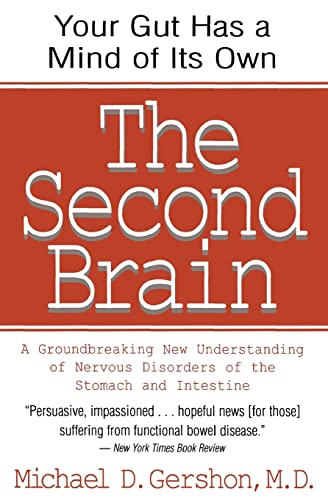 Your Gut Has a
Mind of Its Own
The
Second
Brain
A Groundbreaking New Understanding
of Nervous Disorders of the
Stomach and Intestine
“Persuasive, impassioned . . . hopeful news [for those]
suffering from functional bowel disease.”
— New York Times Book Review
Michael D. Gershon, M.D.